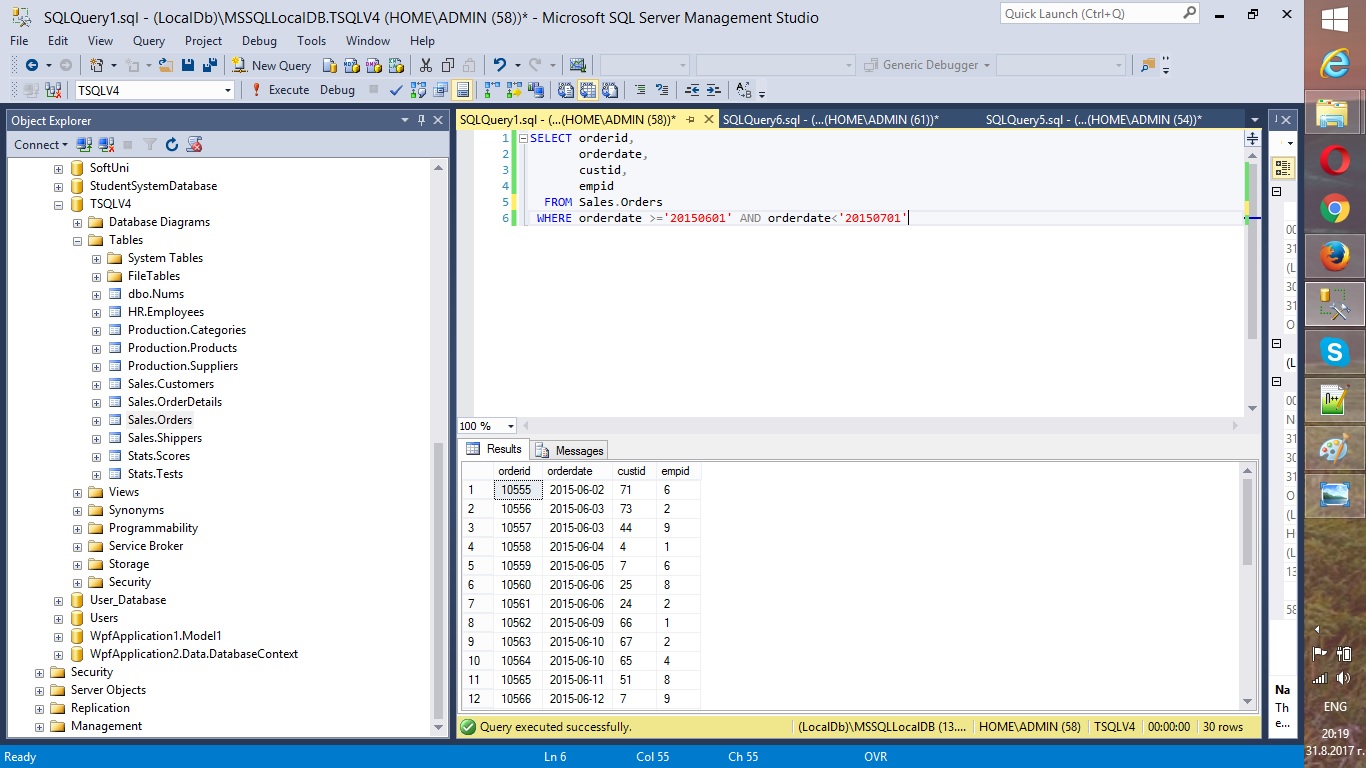 SQLQuery1.sql - (LocalDb)\MSSQLLocalDB.TSQLV4 (HOME\ADMIN (58))* - Microsoft SQL Server Management Studio
Quick Launch (Ctrl+Q)
File Edit View Query Project Debug Tools Window Help
New Query
Generic Debugger
TSQLV4
Execute Debug
Object Explorer
Connect
SoftUni
StudentSystemDatabase
TSQLV4
Database Diagrams
Tables
System Tables
FileTables
dbo.Nums
HR.Employees
Production.Categories
Production.Products
Production.Suppliers
Sales.Customers
Sales.OrderDetails
Sales.Orders
Sales.Shippers
Stats.Scores
Stats.Tests
Views
Synonyms
Programmability
Service Broker
Storage
Security
User_Database
Users
WpfApplication1.Model1
WpfApplication2.Data.DatabaseContext
Security
Server Objects
Replication
Management
SQLQuery1.sql - (...(HOME\ADMIN (58))* SQLQuery6.sql - (...(HOME\ADMIN (61))* SQLQuery5.sql - (...(HOME\ADMIN (54))*
1 SELECT orderid,
2 orderdate,
3 custid,
4 empid
5 FROM Sales.Orders
6 WHERE orderdate >='20150601' AND orderdate<'20150701'
100 %
Results Messages
orderid orderdate custid empid
1 10555 2015-06-02 71 6
2 10556 2015-06-03 73 2
3 10557 2015-06-03 44 9
4 10558 2015-06-04 4 1
5 10559 2015-06-05 7 6
6 10560 2015-06-06 25 8
7 10561 2015-06-06 24 2
8 10562 2015-06-09 66 1
9 10563 2015-06-10 67 2
10 10564 2015-06-10 65 4
11 10565 2015-06-11 51 8
12 10566 2015-06-12 7 9
Query executed successfully. (LocalDb)\MSSQLLocalDB (13.... HOME\ADMIN (58) TSQLV4 00:00:00 30 rows
00
31
(L
30
31
O
(L
00
N
31
30
31
O
(L
H
(L
13
58
Na
Th
e...
Ready Ln 6 Col 55 Ch 55 OVR
ENG
20:19
31.8.2017 г.